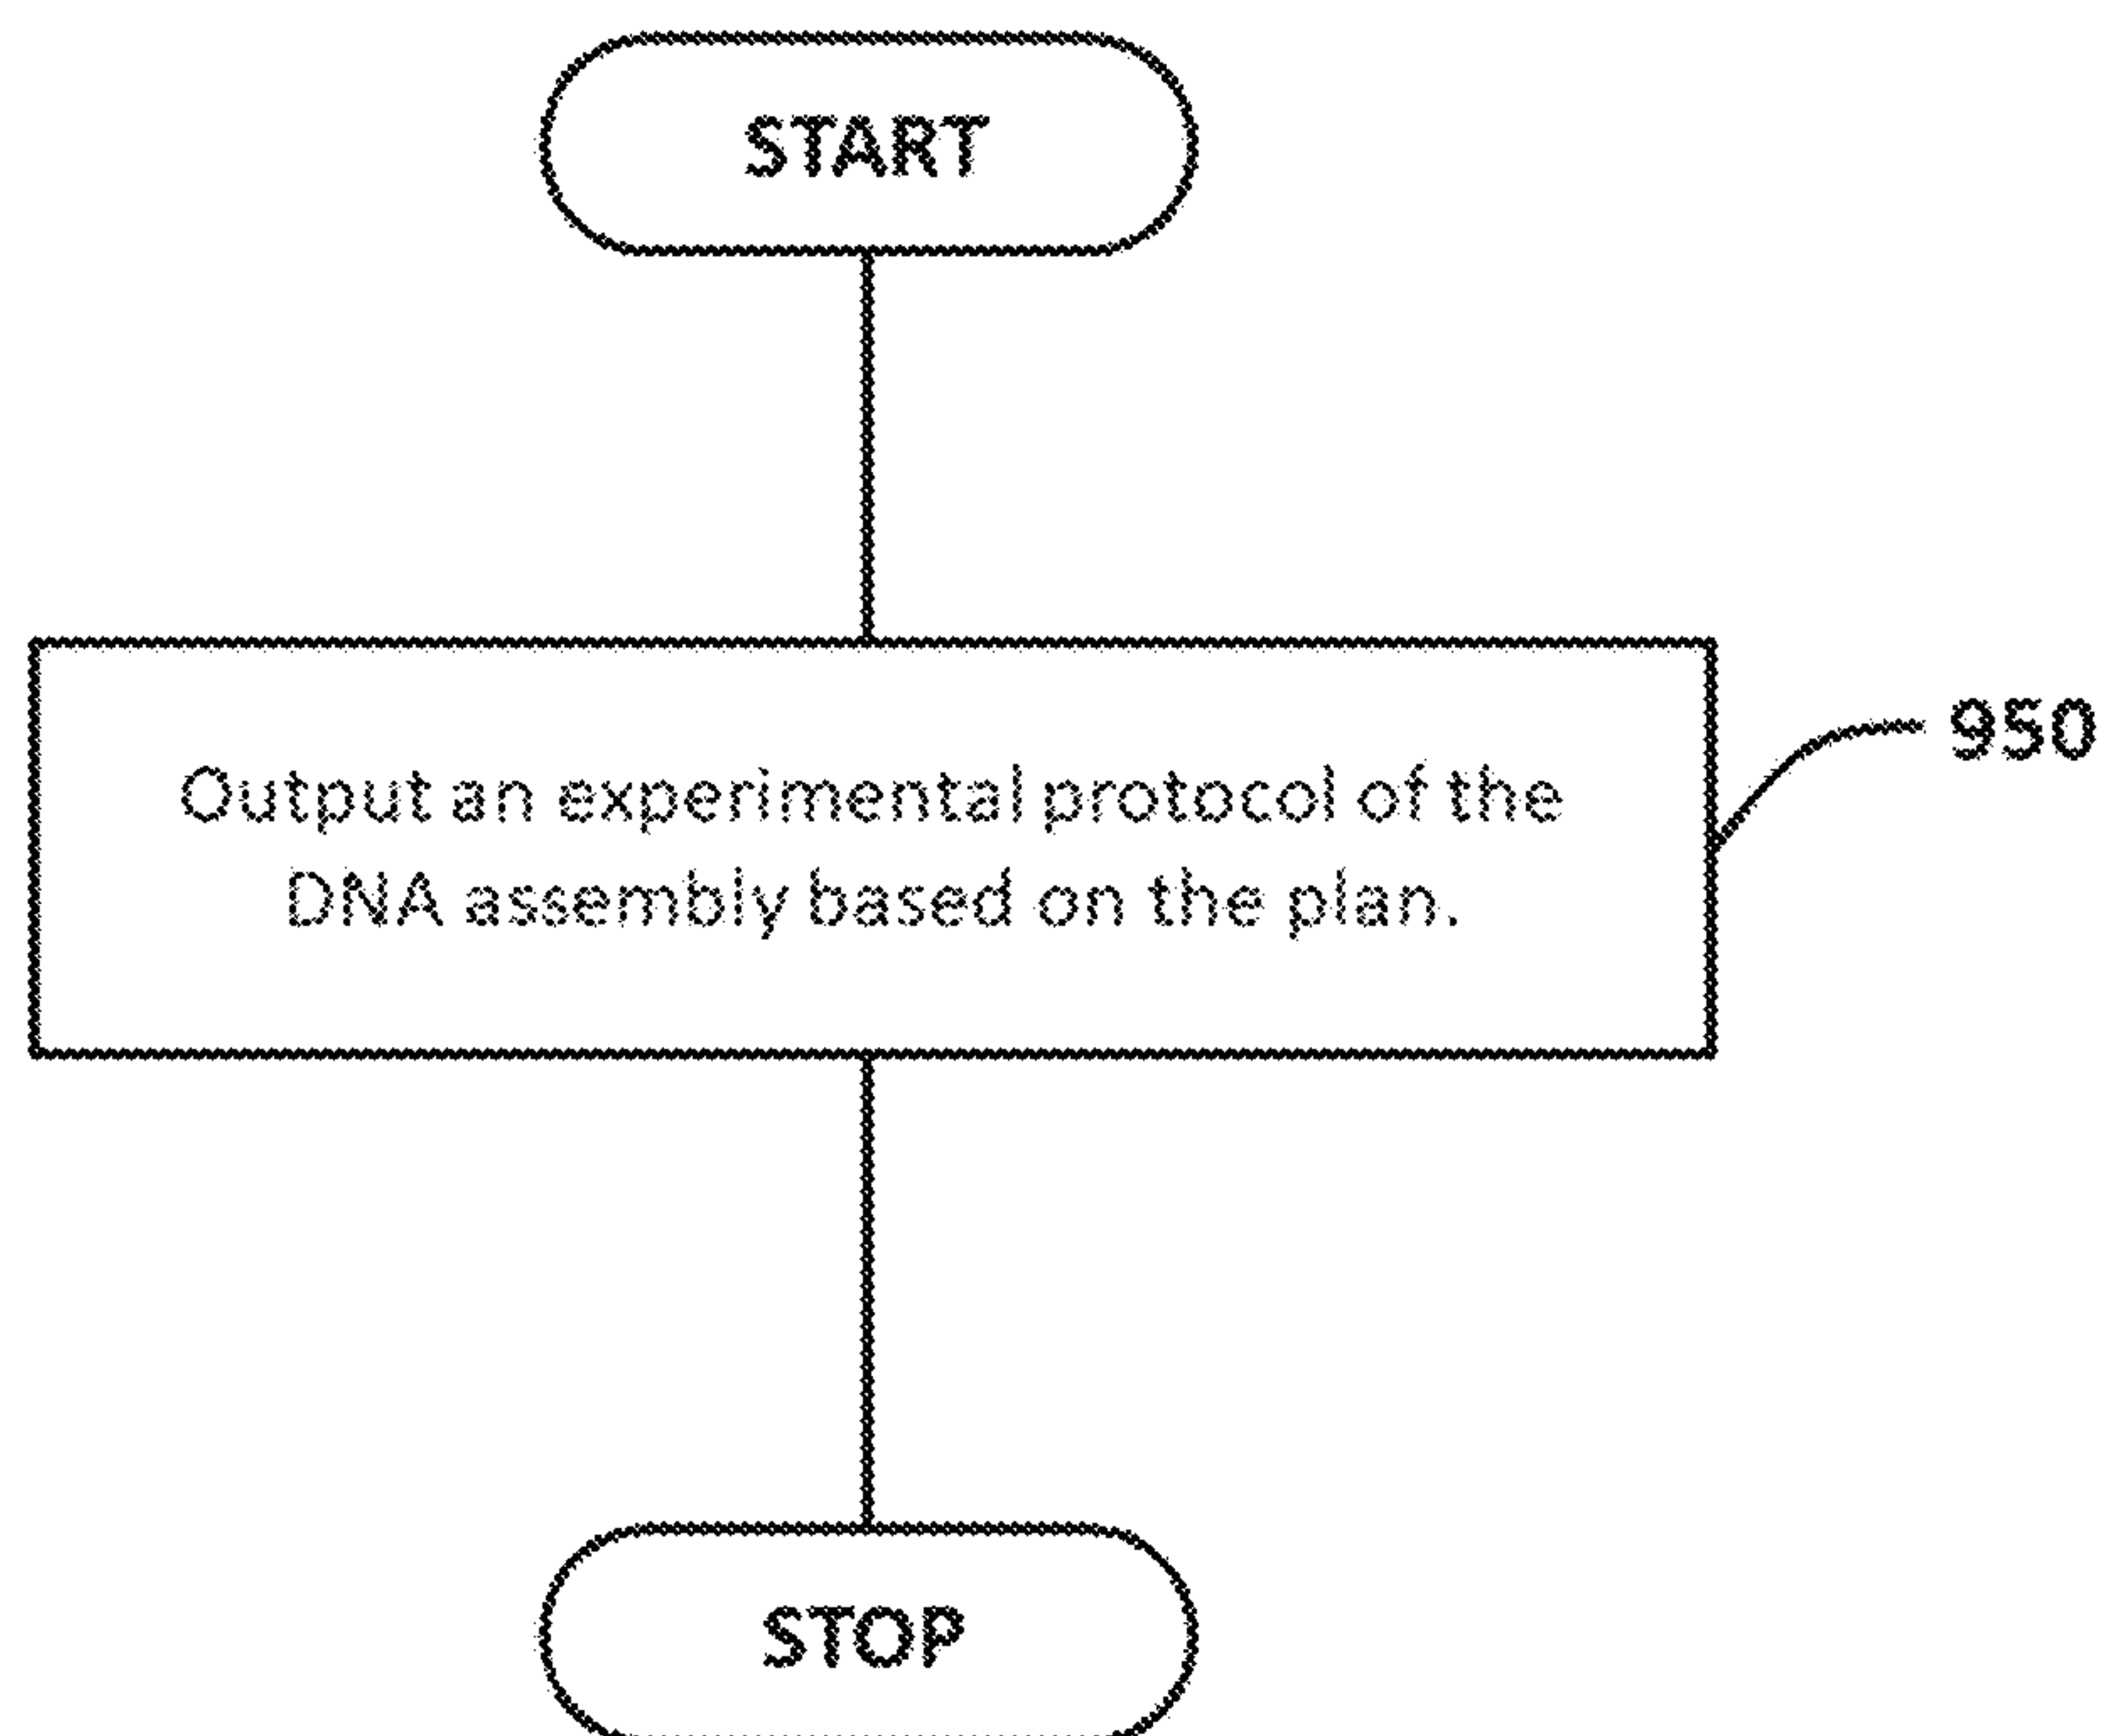 START
950
Output an experimental protocol of the
DNA assembly based on the plan.
STOP